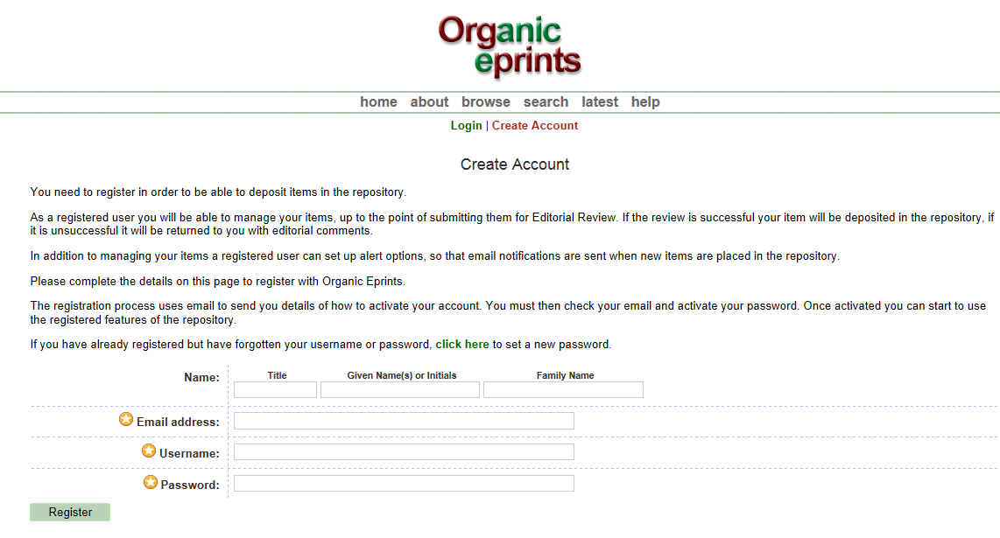 Organic
eprints
home about browse search latest help
Login | Create Account
Create Account
You need to register in order to be able to deposit items in the repository.
As a registered user you will be able to manage your items, up to the point of submitting them for Editorial Review. If the review is successful your item will be deposited in the repository, if
it is unsuccessful it will be returned to you with editorial comments.
In addition to managing your items a registered user can set up alert options, so that email notifications are sent when new items are placed in the repository.
Please complete the details on this page to register with Organic Eprints.
The registration process uses email to send you details of how to activate your account. You must then check your email and activate your password. Once activated you can start to use
the registered features of the repository.
If you have already registered but have forgotten your username or password, click here to set a new password.
Name: Title Given Name(s) or Initials Family Name
Email address:
Username:
Password:
Register